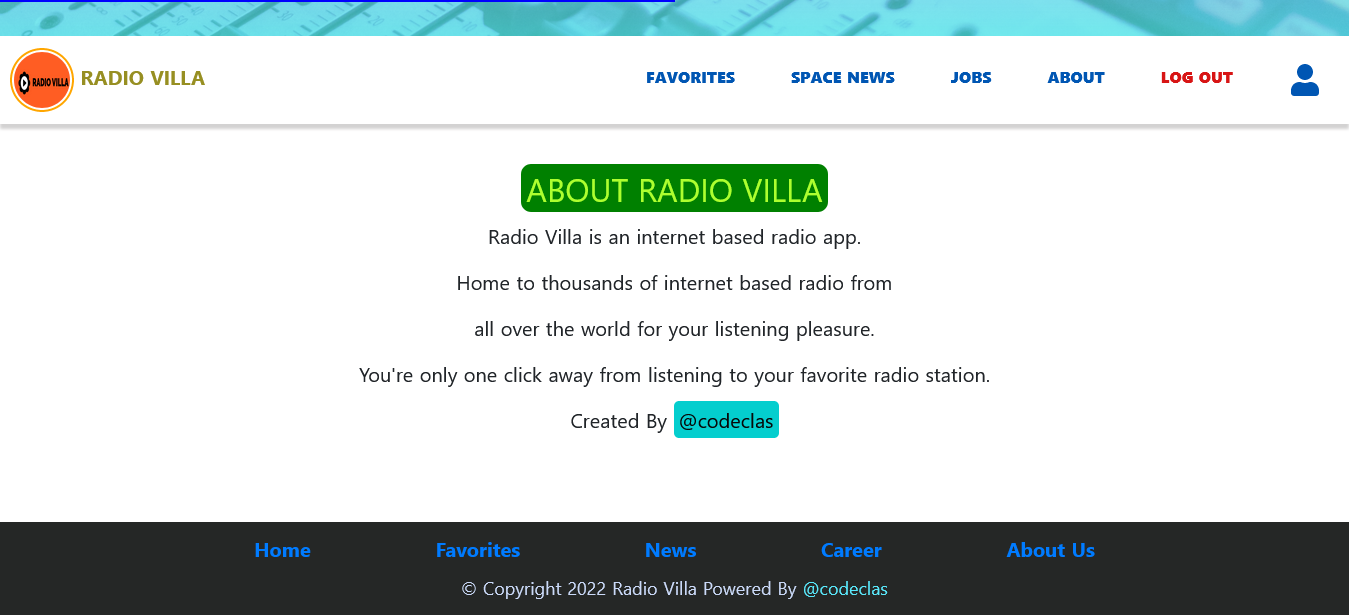 RADIO VILLA
RADIO VILLA
FAVORITES
SPACE NEWS
JOBS
ABOUT
LOG OUT
ABOUT RADIO VILLA
Radio Villa is an internet based radio app.
Home to thousands of internet based radio from
all over the world for your listening pleasure.
You're only one click away from listening to your favorite radio station.
Created By @codeclas
Home
Favorites
News
Career
About Us
© Copyright 2022 Radio Villa Powered By @codeclas